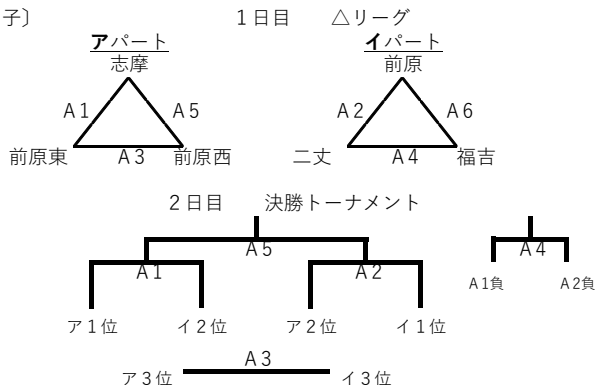 子〕 １日目 △リーグ
アパート イパート
志摩 前原
Ａ１ Ａ５ Ａ２ Ａ６
前原東 Ａ３ 前原西 二丈 Ａ４ 福吉
２日目 決勝トーナメント
Ａ５ Ａ４
Ａ１ Ａ２
Ａ１負 Ａ２負
ア１位 イ２位 ア２位 イ１位
Ａ３
ア３位 イ３位